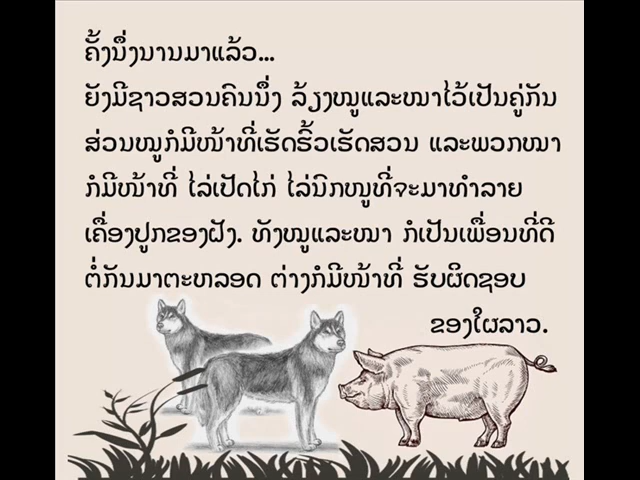 ຄັ້ງນຶ່ງນານມາແລ້ວ...
ຍັງມີຊາວສວນຄົນນຶ່ງ ລ້ຽງໝູແລະໝາໄວ້ເປັນຄູ່ກັນ
ສ່ວນໝູກໍມີໜ້າທີ່ເຮັດຮົ້ວເຮັດສວນ ແລະພວກໝາ
ກໍມີໜ້າທີ່ ໄລ່ເປັດໄກ່ ໄລ່ນົກໜູທີ່ຈະມາທຳລາຍ
ເຄື່ອງປູກຂອງຝັງ. ທັງໝູແລະໝາ ກໍເປັນເພື່ອນທີ່ດີ
ຕໍ່ກັນມາຕະຫລອດ ຕ່າງກໍມີໜ້າທີ່ ຮັບຜິດຊອບ
ຂອງໃຜລາວ.